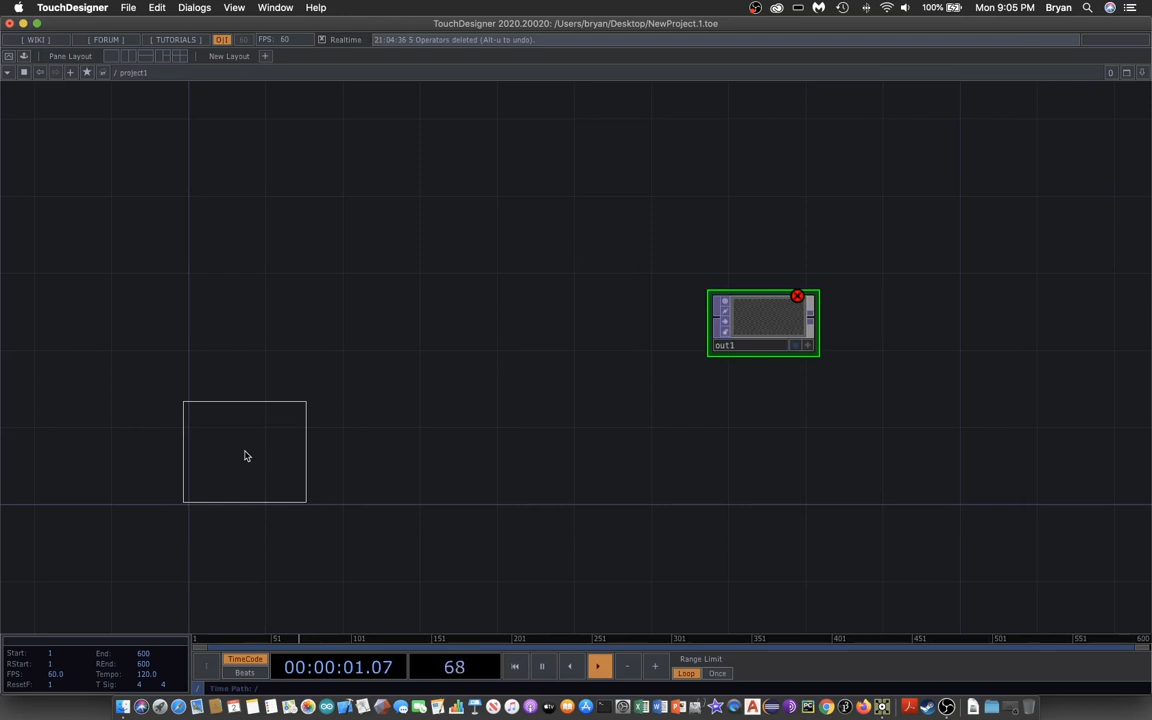 TouchDesigner File Edit Dialogs View Window Help 100% Mon 9:05 PM Bryan
TouchDesigner 2020.20020: /Users/bryan/Desktop/NewProject.1.toe
[ WIKI ] [ FORUM ] [ TUTORIALS ] O|I 60 FPS: 60 Realtime 21:04:36 5 Operators deleted (Alt-u to undo).
Pane Layout New Layout +
/ project1 0
out1
1 51 101 151 201 251 301 351 401 451 501 551 600
Start: 1 End: 600
RStart: 1 REnd: 600
FPS: 60.0 Tempo: 120.0
ResetF: 1 T Sig: 4 4
TimeCode
Beats
00:00:01.07 68
- +
Range Limit
Loop Once
/ Time Path: /